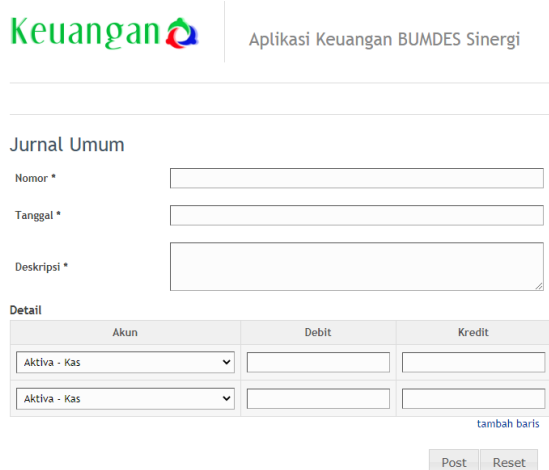 Keuangan
Aplikasi Keuangan BUMDES Sinergi
Jurnal Umum
Nomor *
Tanggal *
Deskripsi *
Detail
Akun Debit Kredit
Aktiva - Kas
Aktiva - Kas
tambah baris
Post Reset